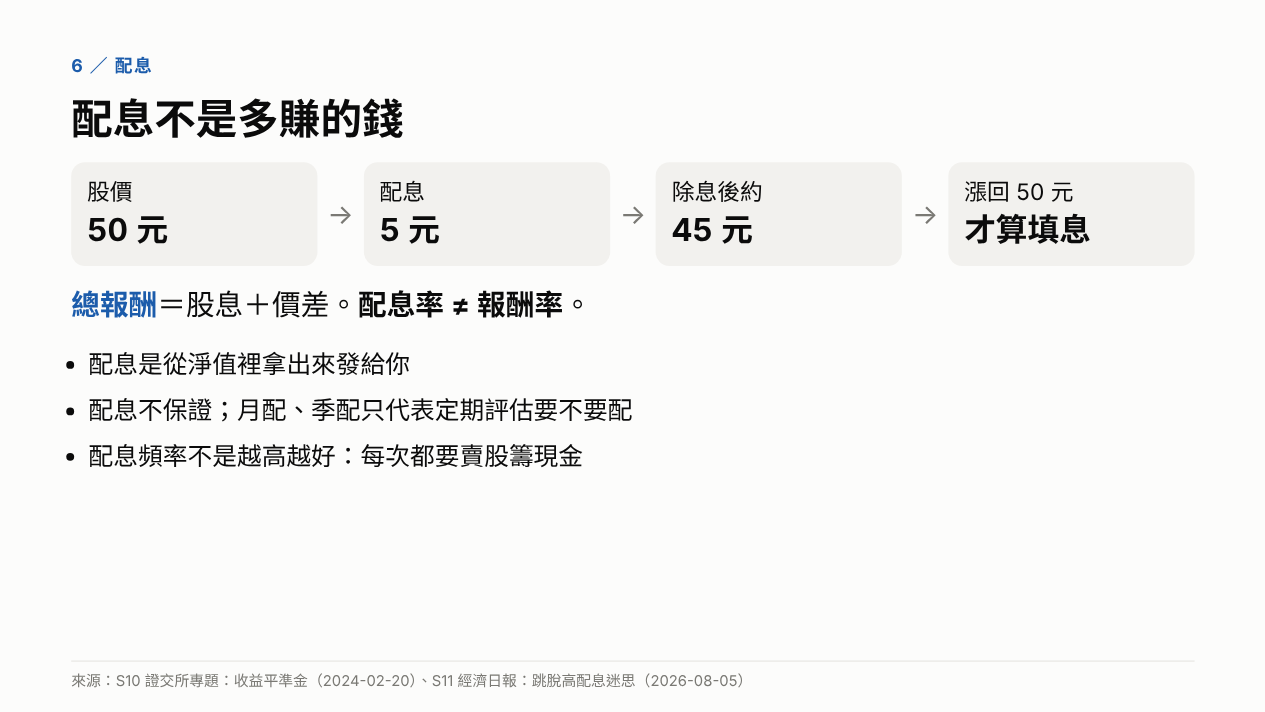 6 ／ 配息
配息不是多賺的錢
股價
50 元
→
配息
5 元
→
除息後約
45 元
→
漲回 50 元
才算填息
總報酬＝股息＋價差。配息率 ≠ 報酬率。
• 配息是從淨值裡拿出來發給你
• 配息不保證；月配、季配只代表定期評估要不要配
• 配息頻率不是越高越好：每次都要賣股籌現金
來源：S10 證交所專題：收益平準金（2024-02-20）、S11 經濟日報：跳脫高配息迷思（2026-08-05）